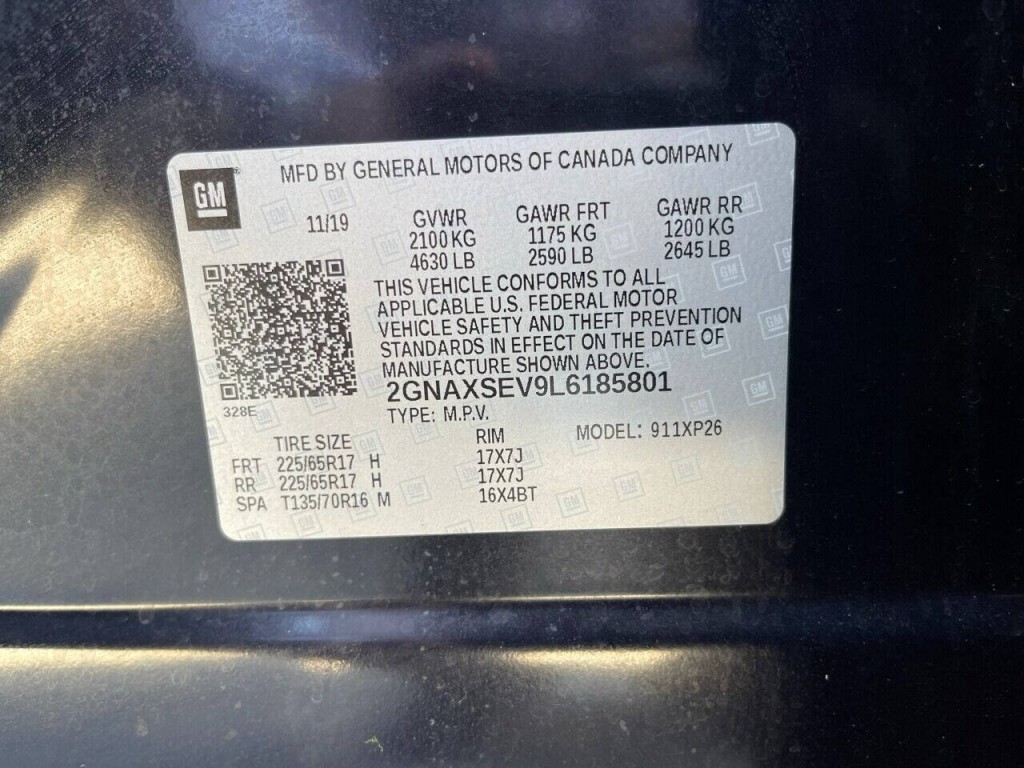 GM
MFD BY GENERAL MOTORS OF CANADA COMPANY
11/19 GVWR GAWR FRT GAWR RR
2100 KG 1175 KG 1200 KG
4630 LB 2590 LB 2645 LB
THIS VEHICLE CONFORMS TO ALL
APPLICABLE U.S. FEDERAL MOTOR
VEHICLE SAFETY AND THEFT PREVENTION
STANDARDS IN EFFECT ON THE DATE OF
MANUFACTURE SHOWN ABOVE.
2GNAXSEV9L6185801
328E
TYPE: M.P.V.
TIRE SIZE RIM MODEL: 911XP26
FRT 225/65R17 H 17X7J
RR 225/65R17 H 17X7J
SPA T135/70R16 M 16X4BT